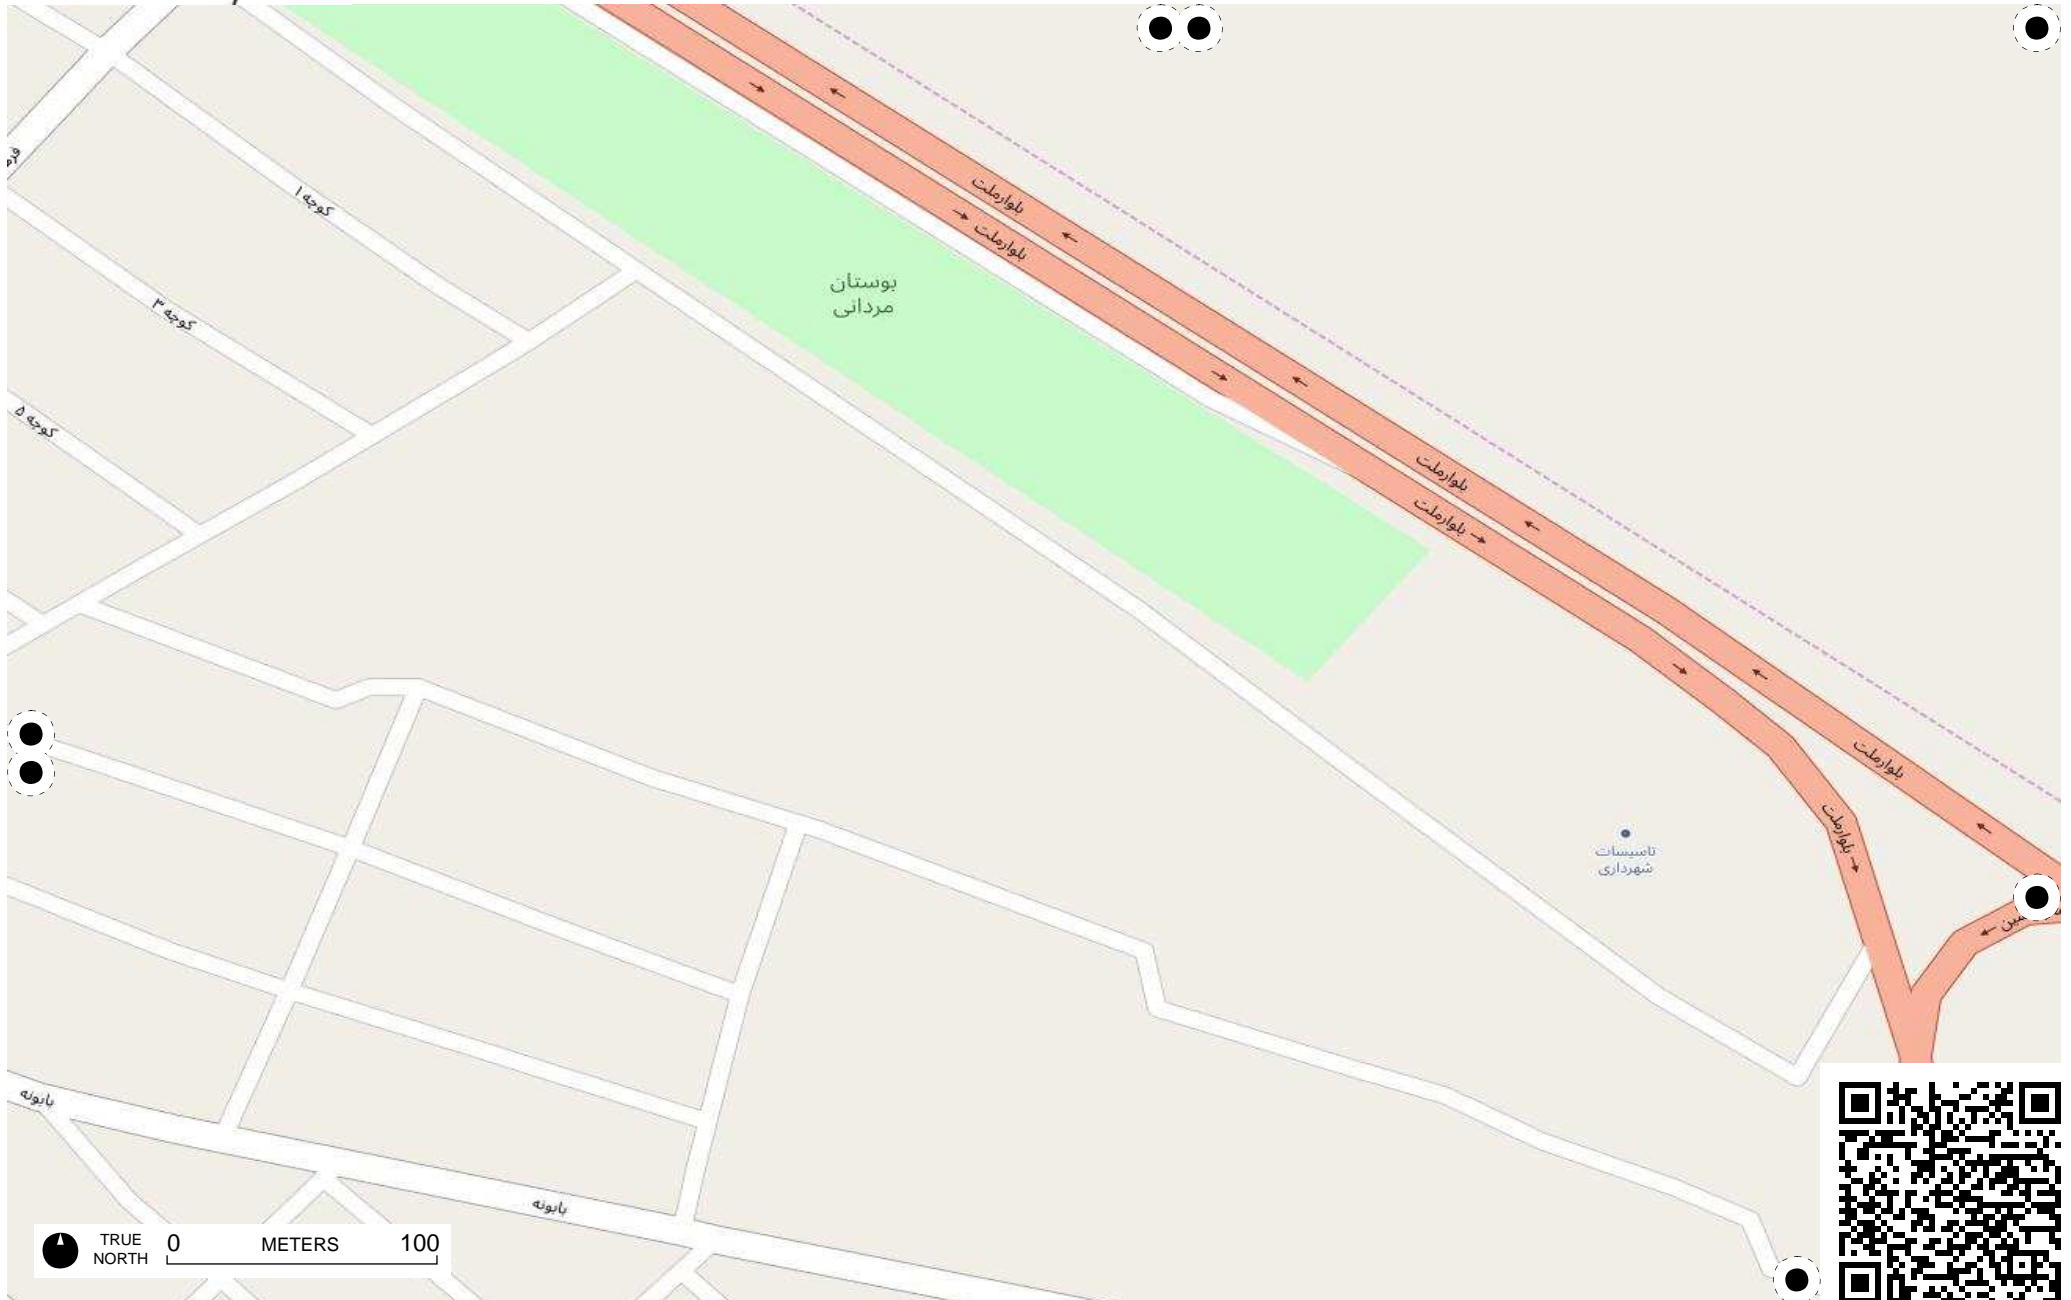 کوچه ۱
بلوارملت
بلوارملت
بوستان
مردانی
کوچه ۳
کوچه ۵
بلوارملت
بلوارملت
بلوارملت
بلوارملت
تاسیسات
شهرداری
بابونه
بابونه
TRUE
NORTH
0 METERS 100